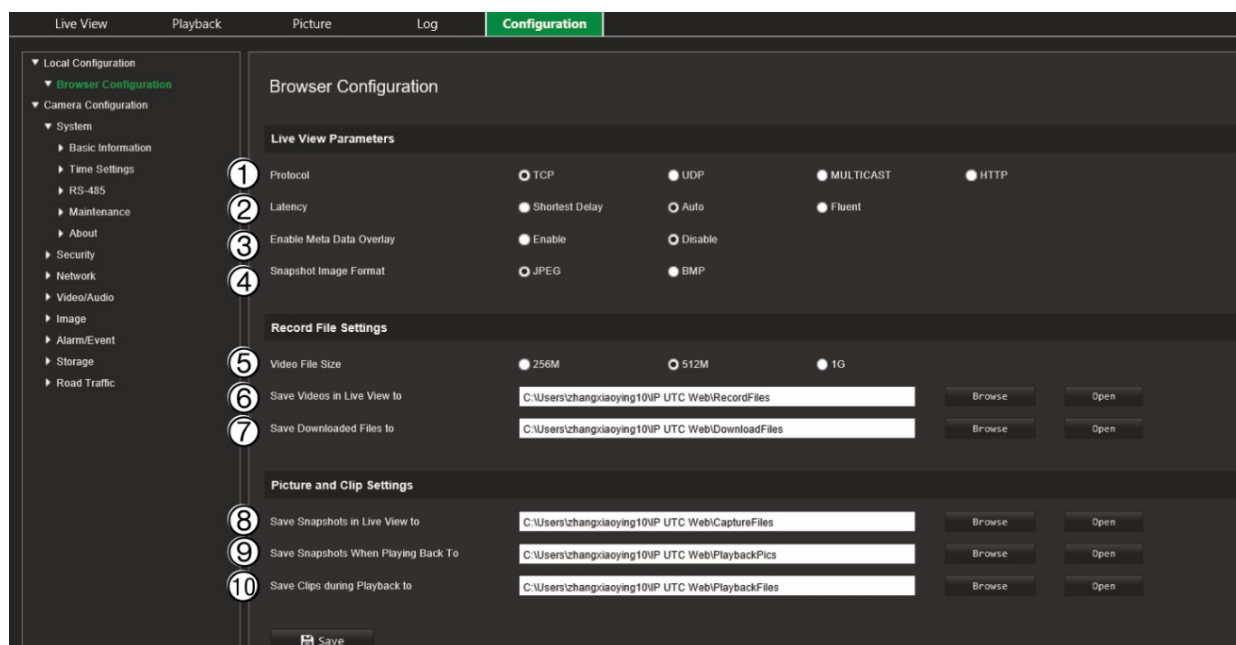 Live View Playback Picture Log Configuration
Local Configuration
Browser Configuration
Camera Configuration
System
Basic Information
Time Settings
RS-485
Maintenance
About
Security
Network
Video/Audio
Image
Alarm/Event
Storage
Road Traffic
Browser Configuration
Live View Parameters
1 Protocol TCP UDP MULTICAST HTTP
2 Latency Shortest Delay Auto Fluent
3 Enable Meta Data Overlay Enable Disable
4 Snapshot Image Format JPEG BMP
Record File Settings
5 Video File Size 256M 512M 1G
6 Save Videos in Live View to C:\Users\zhangxiaoying10\IP UTC Web\RecordFiles Browse Open
7 Save Downloaded Files to C:\Users\zhangxiaoying10\IP UTC Web\DownloadFiles Browse Open
Picture and Clip Settings
8 Save Snapshots in Live View to C:\Users\zhangxiaoying10\IP UTC Web\CaptureFiles Browse Open
9 Save Snapshots When Playing Back To C:\Users\zhangxiaoying10\IP UTC Web\PlaybackPics Browse Open
10 Save Clips during Playback to C:\Users\zhangxiaoying10\IP UTC Web\PlaybackFiles Browse Open
Save